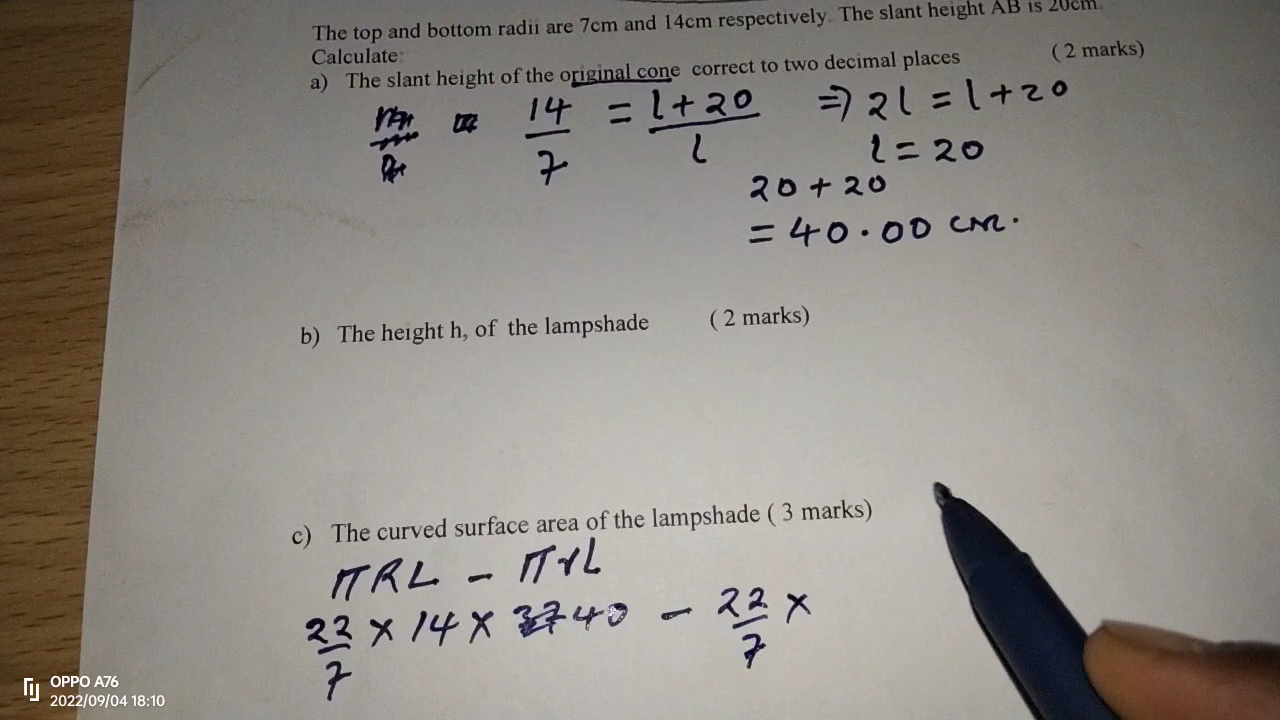 The top and bottom radii are 7cm and 14cm respectively. The slant height AB is 20cm.
Calculate:
a) The slant height of the original cone correct to two decimal places (2 marks)
14/7 = l+20/l ⇒ 2l = l+20
l = 20
20+20
= 40.00 cm.
b) The height h, of the lampshade (2 marks)
c) The curved surface area of the lampshade (3 marks)
πRL - πrl
22/7 × 14 × 40 - 22/7 ×
OPPO A76
2022/09/04 18:10